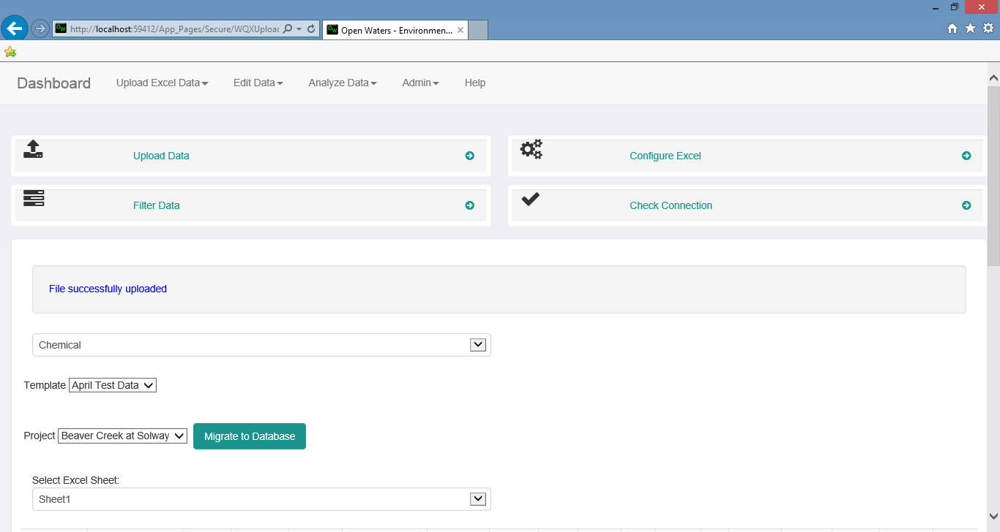 http://localhost:59412/App_Pages/Secure/WQXUploa
Open Waters - Environmen...
Dashboard Upload Excel Data Edit Data Analyze Data Admin Help
Upload Data
Configure Excel
Filter Data
Check Connection
File successfully uploaded
Chemical
Template April Test Data
Project Beaver Creek at Solway Migrate to Database
Select Excel Sheet:
Sheet1